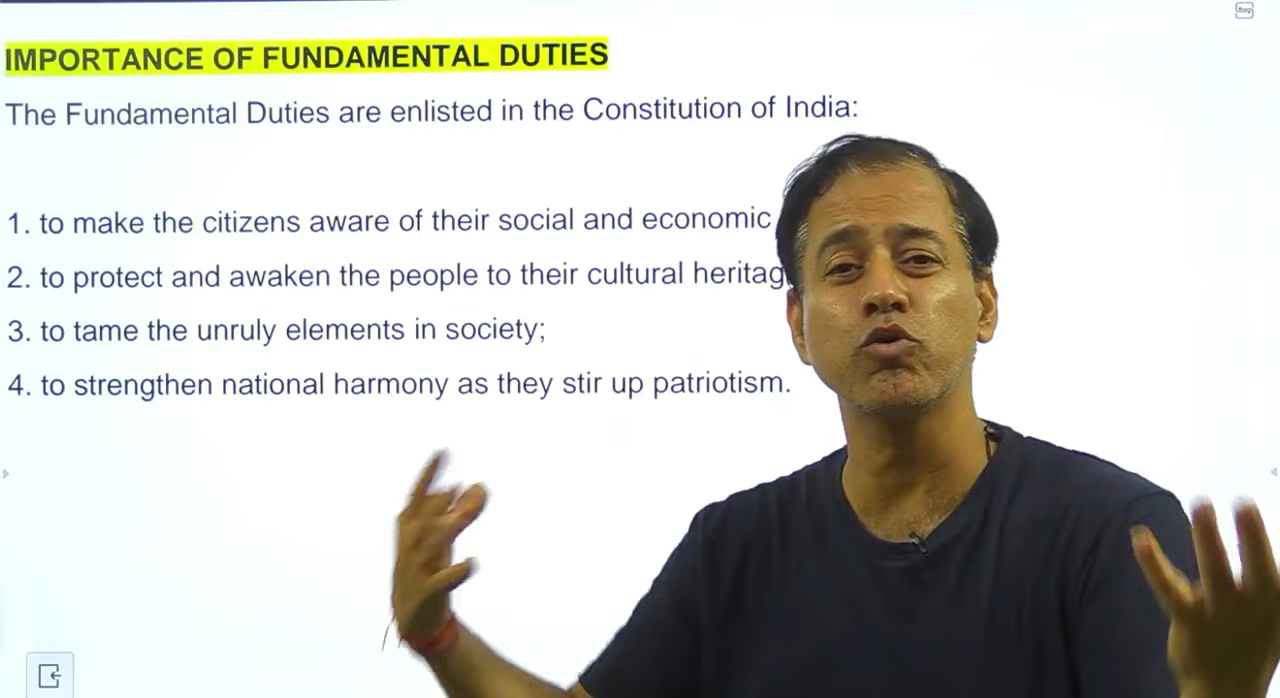 IMPORTANCE OF FUNDAMENTAL DUTIES
The Fundamental Duties are enlisted in the Constitution of India:
1. to make the citizens aware of their social and economic
2. to protect and awaken the people to their cultural
3. to tame the unruly elements in society;
4. to strengthen national harmony as they stir up patriotism.